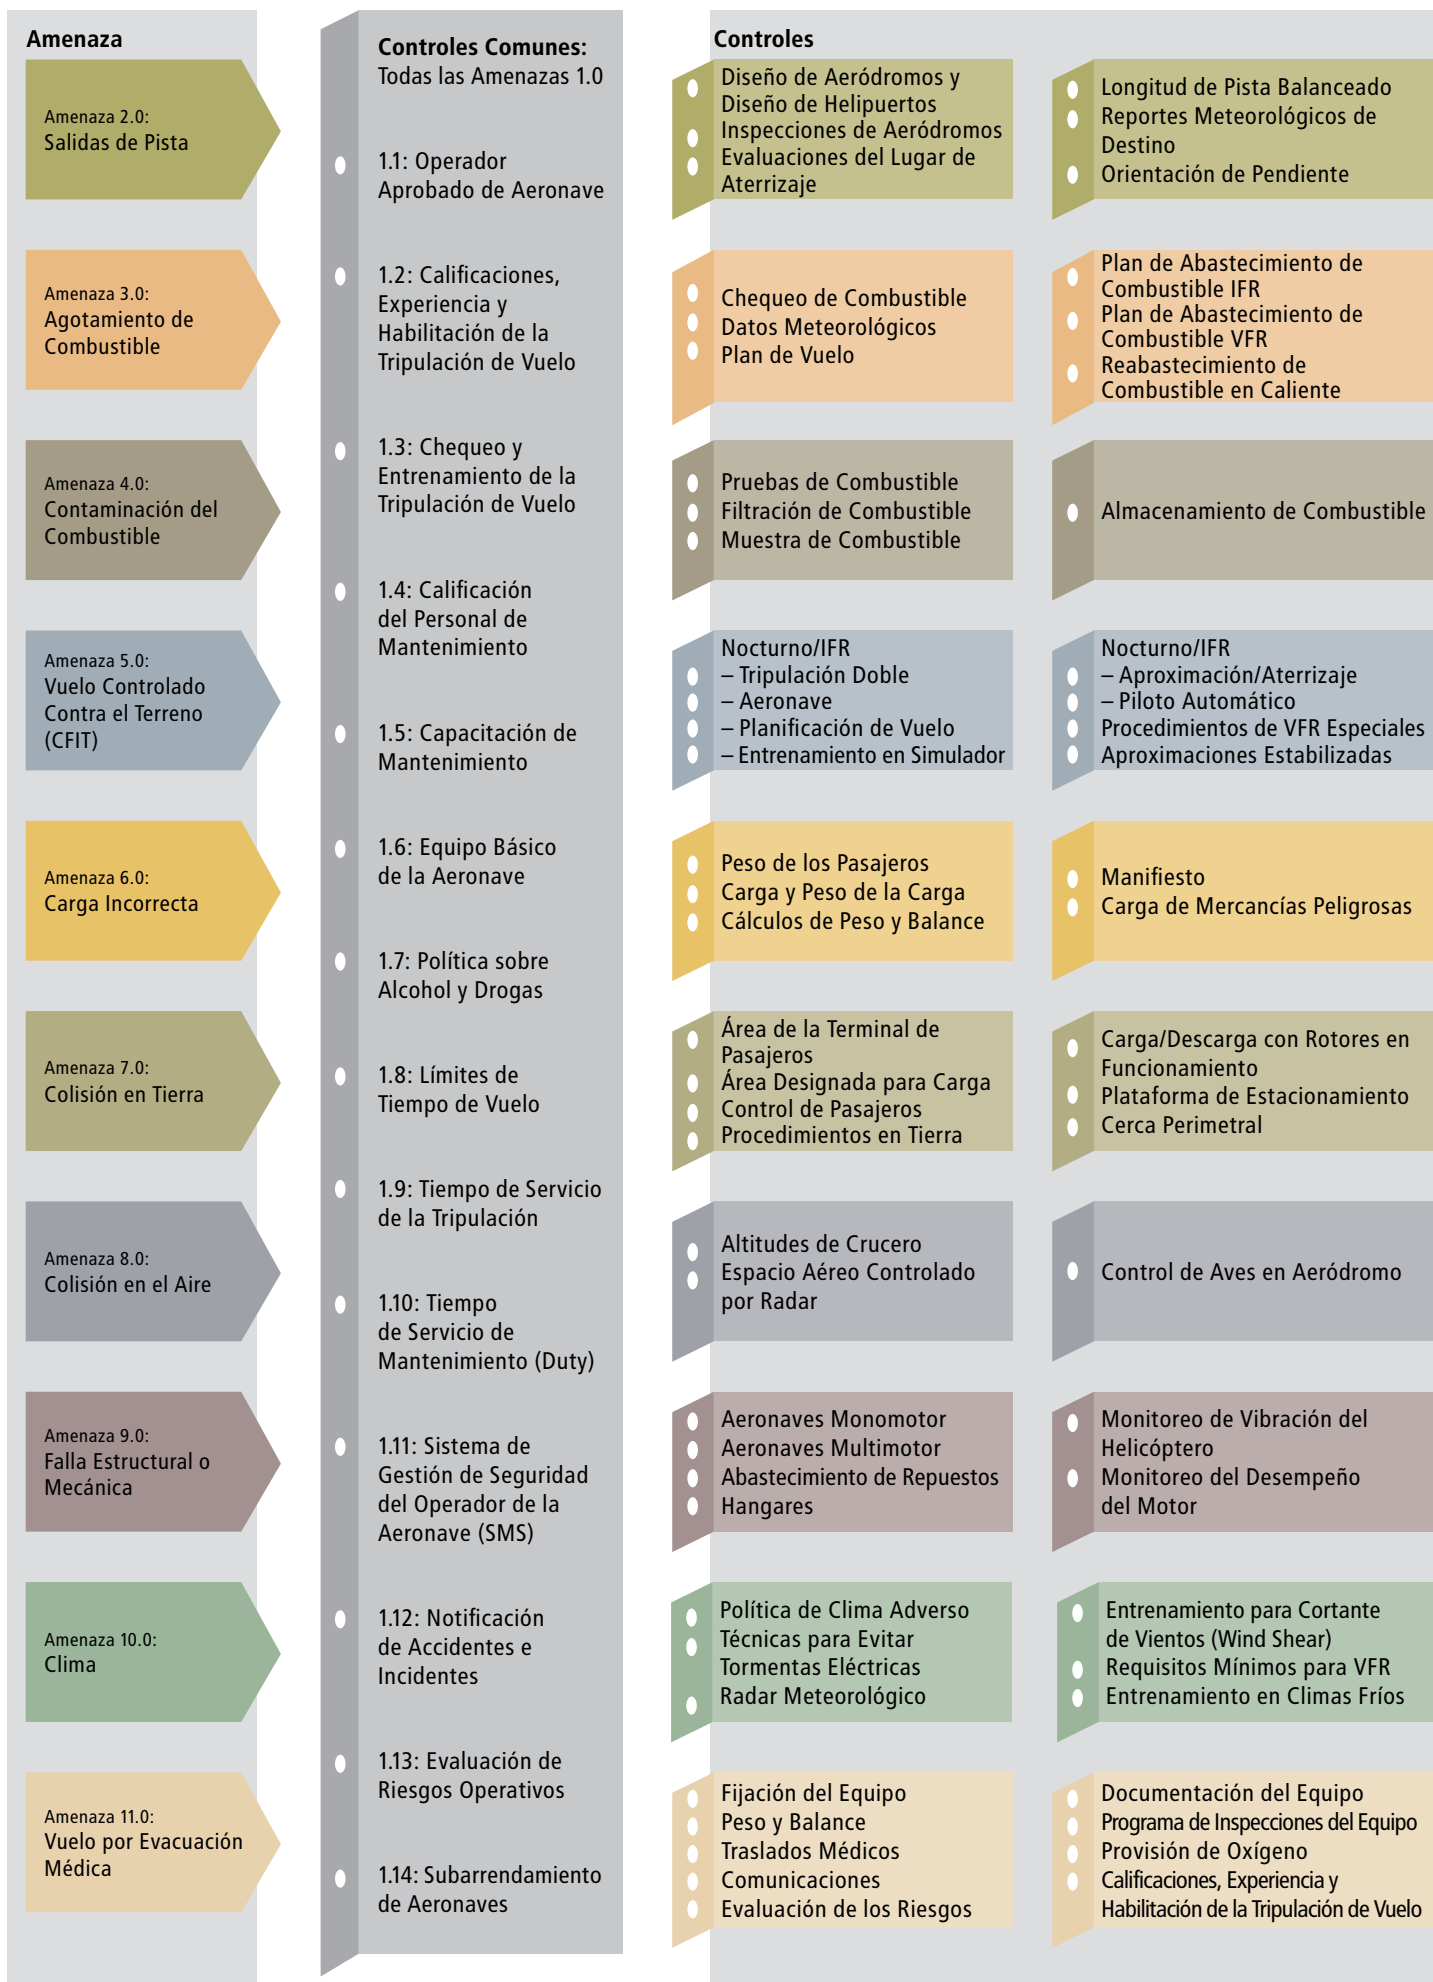 Amenaza
Amenaza 2.0:
Salidas de Pista
Amenaza 3.0:
Agotamiento de
Combustible
Amenaza 4.0:
Contaminación del
Combustible
Amenaza 5.0:
Vuelo Controlado
Contra el Terreno
(CFIT)
Amenaza 6.0:
Carga Incorrecta
Amenaza 7.0:
Colisión en Tierra
Amenaza 8.0:
Colisión en el Aire
Amenaza 9.0:
Falla Estructural o
Mecánica
Amenaza 10.0:
Clima
Amenaza 11.0:
Vuelo por Evacuación
Médica
Controles Comunes:
Todas las Amenazas 1.0
1.1: Operador
Aprobado de Aeronave
1.2: Calificaciones,
Experiencia y
Habilitación de la
Tripulación de Vuelo
1.3: Chequeo y
Entrenamiento de la
Tripulación de Vuelo
1.4: Calificación
del Personal de
Mantenimiento
1.5: Capacitación de
Mantenimiento
1.6: Equipo Básico
de la Aeronave
1.7: Política sobre
Alcohol y Drogas
1.8: Límites de
Tiempo de Vuelo
1.9: Tiempo de Servicio
de la Tripulación
1.10: Tiempo
de Servicio de
Mantenimiento (Duty)
1.11: Sistema de
Gestión de Seguridad
del Operador de la
Aeronave (SMS)
1.12: Notificación
de Accidentes e
Incidentes
1.13: Evaluación de
Riesgos Operativos
1.14: Subarrendamiento
de Aeronaves
Controles
Diseño de Aeródromos y
Diseño de Helipuertos
Inspecciones de Aeródromos
Evaluaciones del Lugar de
Aterrizaje
Longitud de Pista Balanceado
Reportes Meteorológicos de
Destino
Orientación de Pendiente
Chequeo de Combustible
Datos Meteorológicos
Plan de Vuelo
Plan de Abastecimiento de
Combustible IFR
Plan de Abastecimiento de
Combustible VFR
Reabastecimiento de
Combustible en Caliente
Pruebas de Combustible
Filtración de Combustible
Muestra de Combustible
Almacenamiento de Combustible
Nocturno/IFR
– Tripulación Doble
– Aeronave
– Planificación de Vuelo
– Entrenamiento en Simulador
Nocturno/IFR
– Aproximación/Aterrizaje
– Piloto Automático
Procedimientos de VFR Especiales
Aproximaciones Estabilizadas
Peso de los Pasajeros
Carga y Peso de la Carga
Cálculos de Peso y Balance
Manifiesto
Carga de Mercancías Peligrosas
Área de la Terminal de
Pasajeros
Área Designada para Carga
Control de Pasajeros
Procedimientos en Tierra
Carga/Descarga con Rotores en
Funcionamiento
Plataforma de Estacionamiento
Cerca Perimetral
Altitudes de Crucero
Espacio Aéreo Controlado
por Radar
Control de Aves en Aeródromo
Aeronaves Monomotor
Aeronaves Multimotor
Abastecimiento de Repuestos
Hangares
Monitoreo de Vibración del
Helicóptero
Monitoreo del Desempeño
del Motor
Política de Clima Adverso
Técnicas para Evitar
Tormentas Eléctricas
Radar Meteorológico
Entrenamiento para Cortante
de Vientos (Wind Shear)
Requisitos Mínimos para VFR
Entrenamiento en Climas Fríos
Fijación del Equipo
Peso y Balance
Traslados Médicos
Comunicaciones
Evaluación de los Riesgos
Documentación del Equipo
Programa de Inspecciones del Equipo
Provisión de Oxígeno
Calificaciones, Experiencia y
Habilitación de la Tripulación de Vuelo